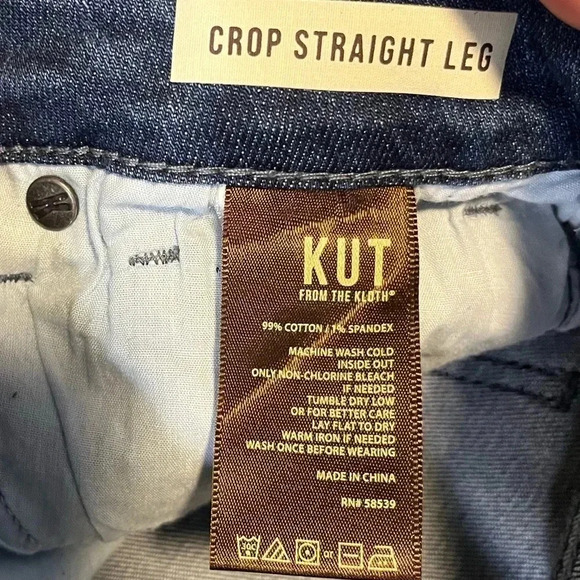 CROP STRAIGHT LEG
KUT
FROM THE KLOTH®
99% COTTON / 1% SPANDEX
MACHINE WASH COLD
INSIDE OUT
ONLY NON-CHLORINE BLEACH
IF NEEDED
TUMBLE DRY LOW
OR FOR BETTER CARE
LAY FLAT TO DRY
WARM IRON IF NEEDED
WASH ONCE BEFORE WEARING
MADE IN CHINA
RN# 58539
or